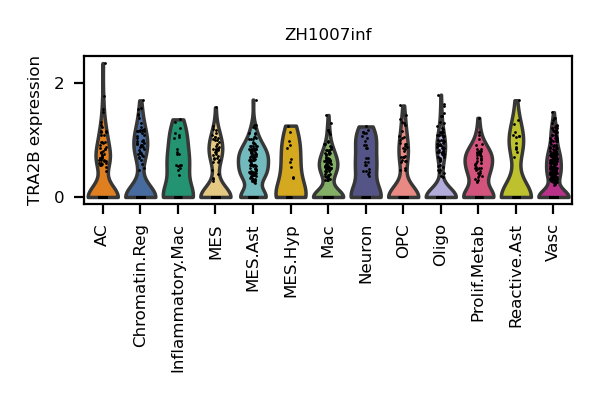 ZH1007inf
TRA2B expression
2
0
AC
Chromatin.Reg
Inflammatory.Mac
MES
MES.Ast
MES.Hyp
Mac
Neuron
OPC
Oligo
Prolif.Metab
Reactive.Ast
Vasc